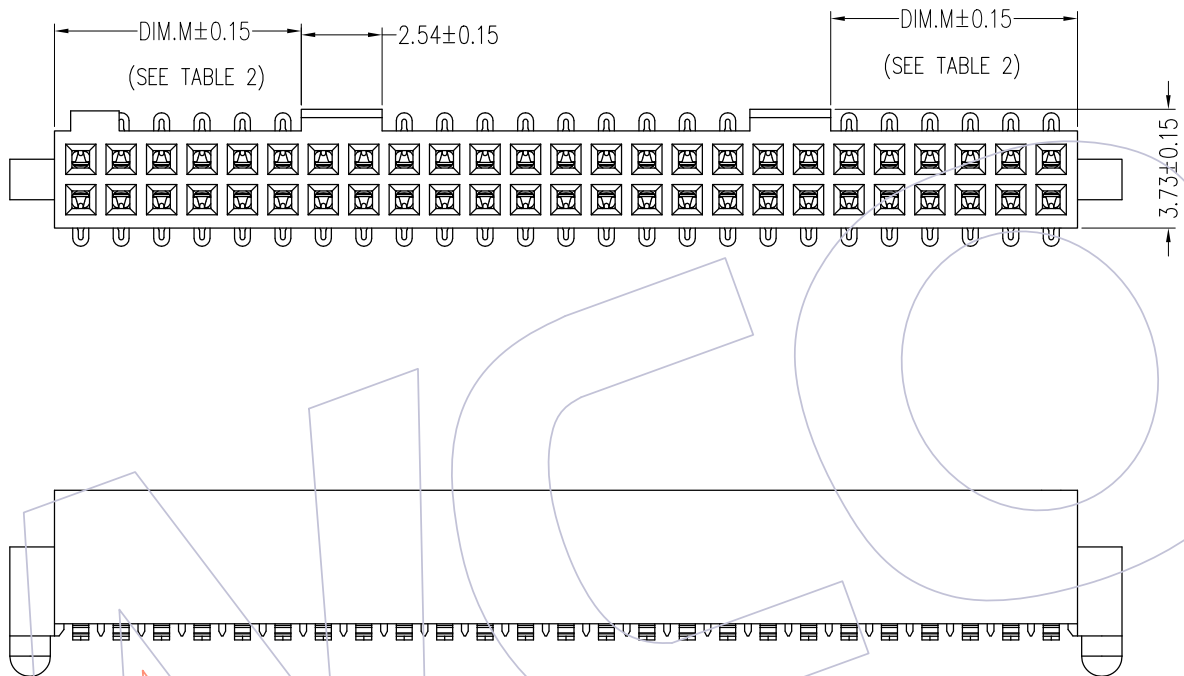 DIM.M±0.15
2.54±0.15
DIM.M±0.15
(SEE TABLE 2)
(SEE TABLE 2)
3.73±0.15